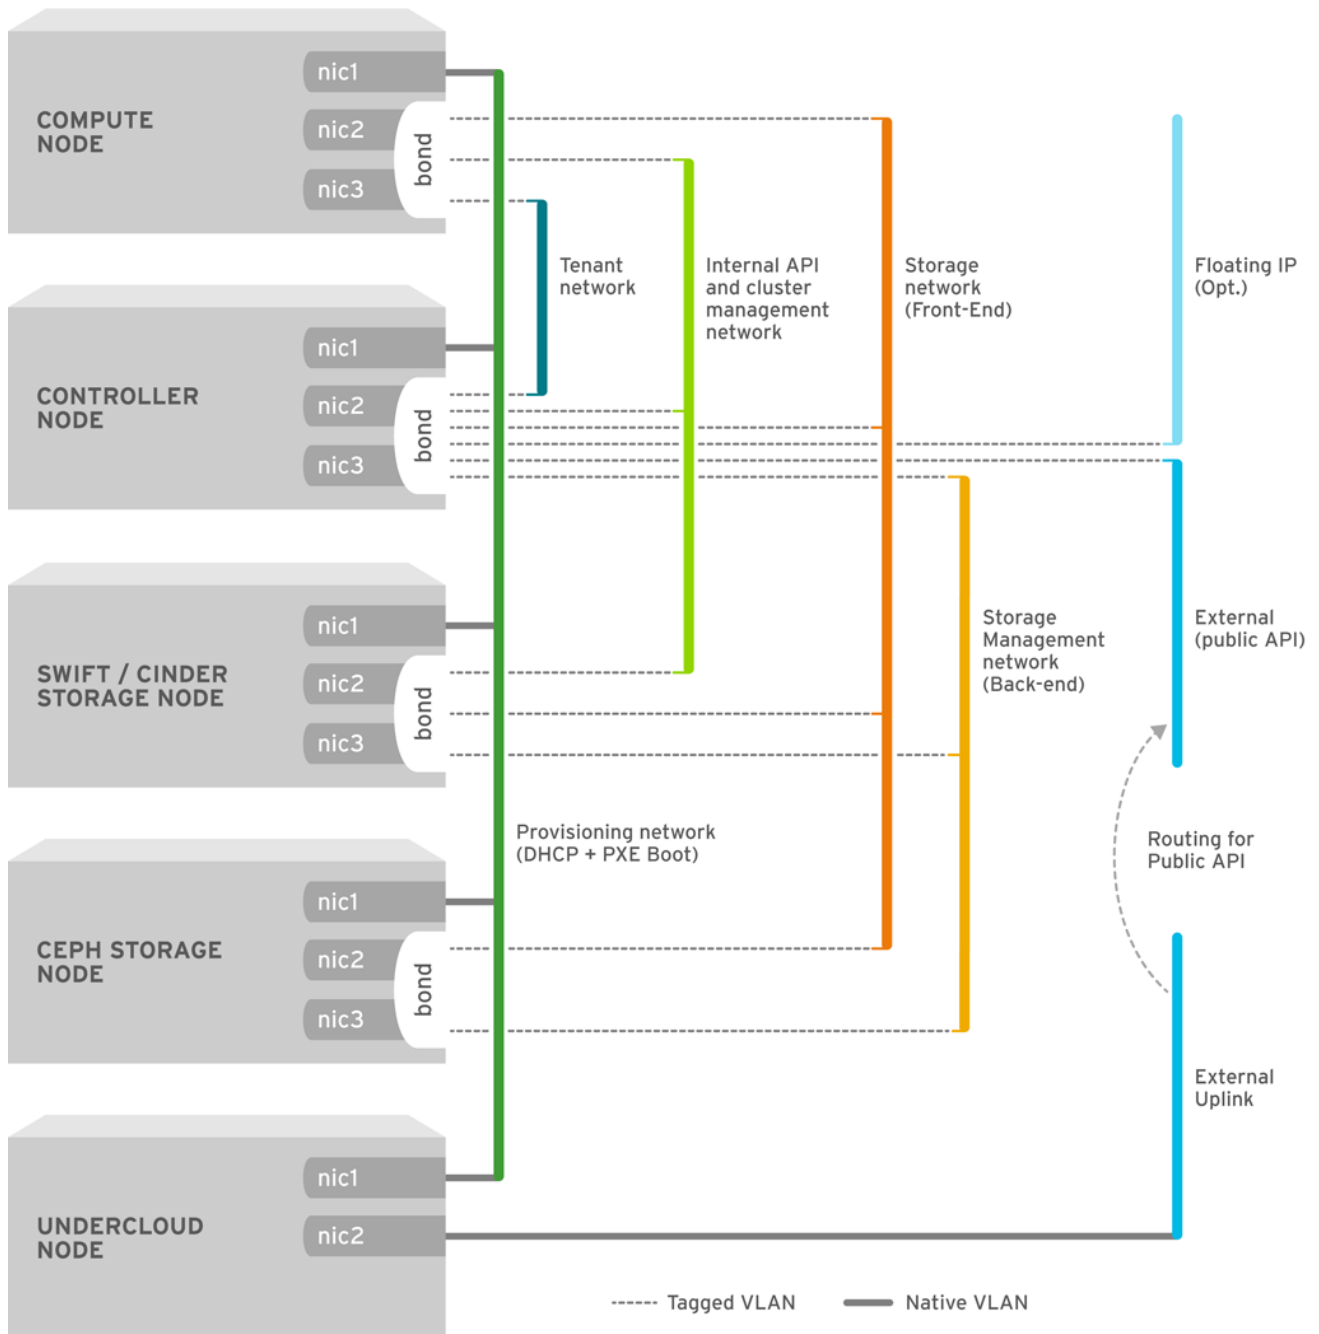 COMPUTE
NODE
nic1
nic2
nic3
bond
Tenant
network
Internal API
and cluster
management
network
Storage
network
(Front-End)
Floating IP
(Opt.)
CONTROLLER
NODE
nic1
nic2
nic3
bond
SWIFT / CINDER
STORAGE NODE
nic1
nic2
nic3
bond
Storage
Management
network
(Back-end)
External
(public API)
Provisioning network
(DHCP + PXE Boot)
Routing for
Public API
CEPH STORAGE
NODE
nic1
nic2
nic3
bond
External
Uplink
UNDERCLOUD
NODE
nic1
nic2
Tagged VLAN
Native VLAN